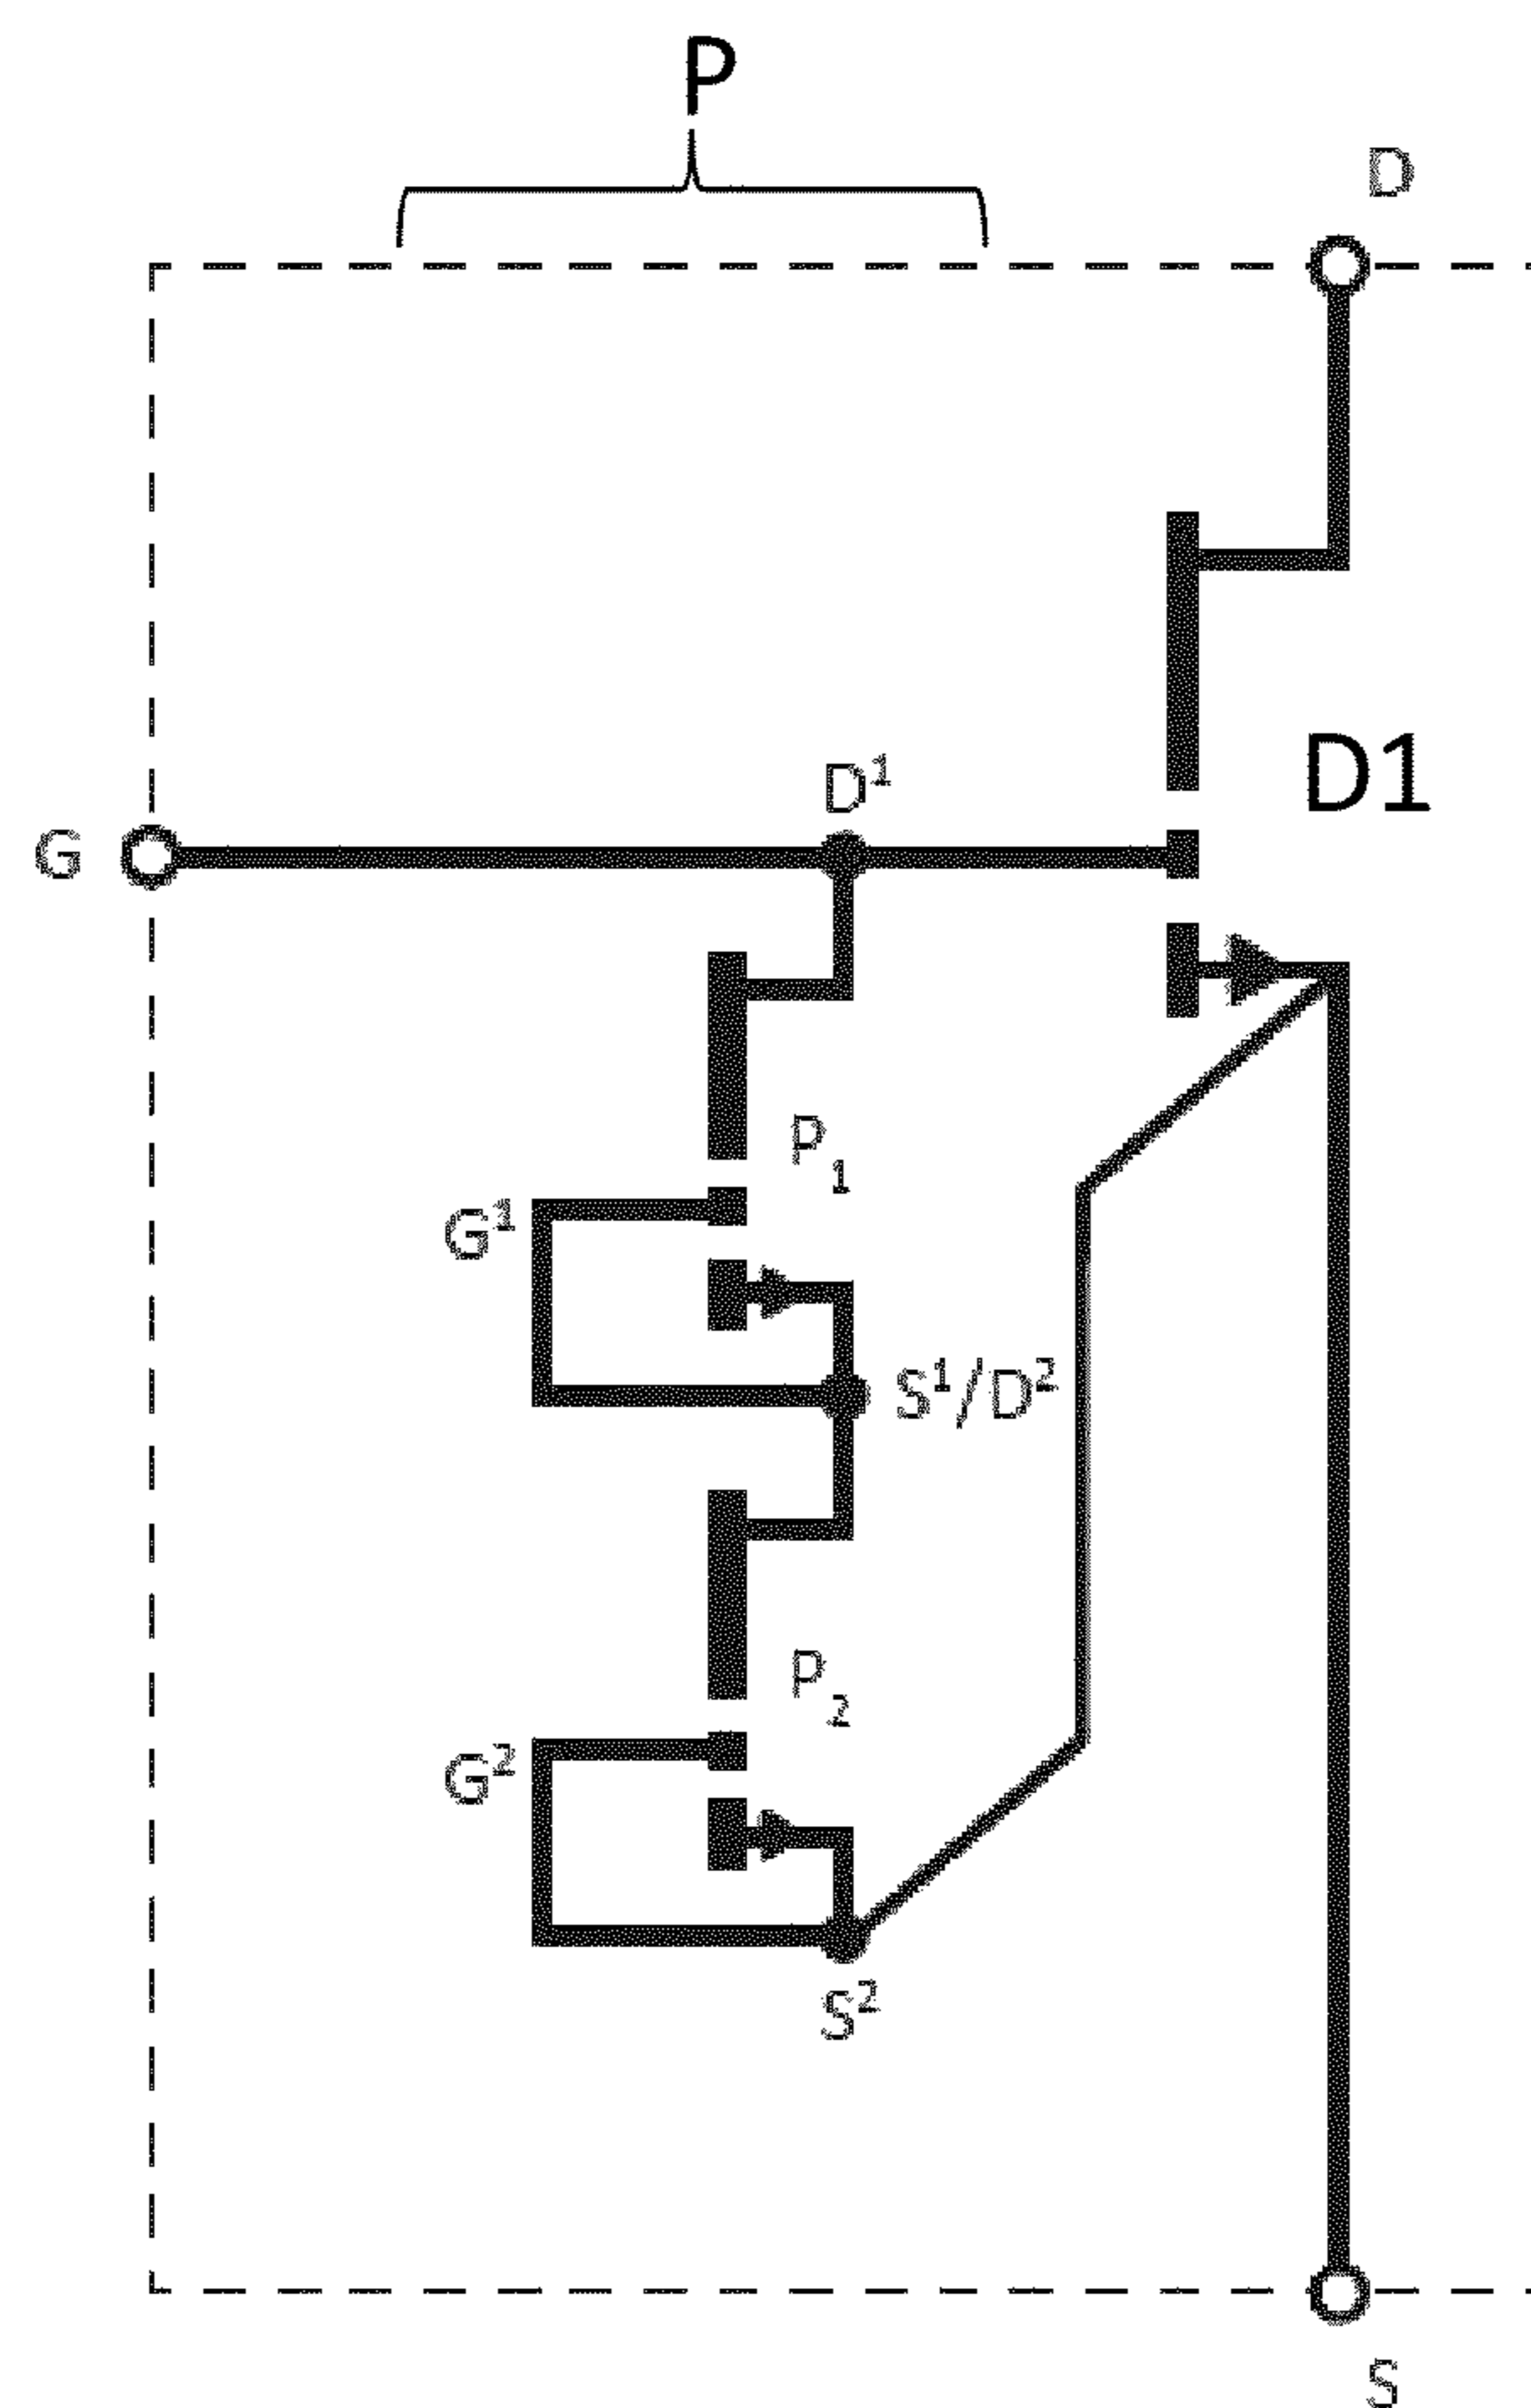 P
D
D1
D¹
G
P₁
G¹
S¹/D²
P₂
G²
S²
S